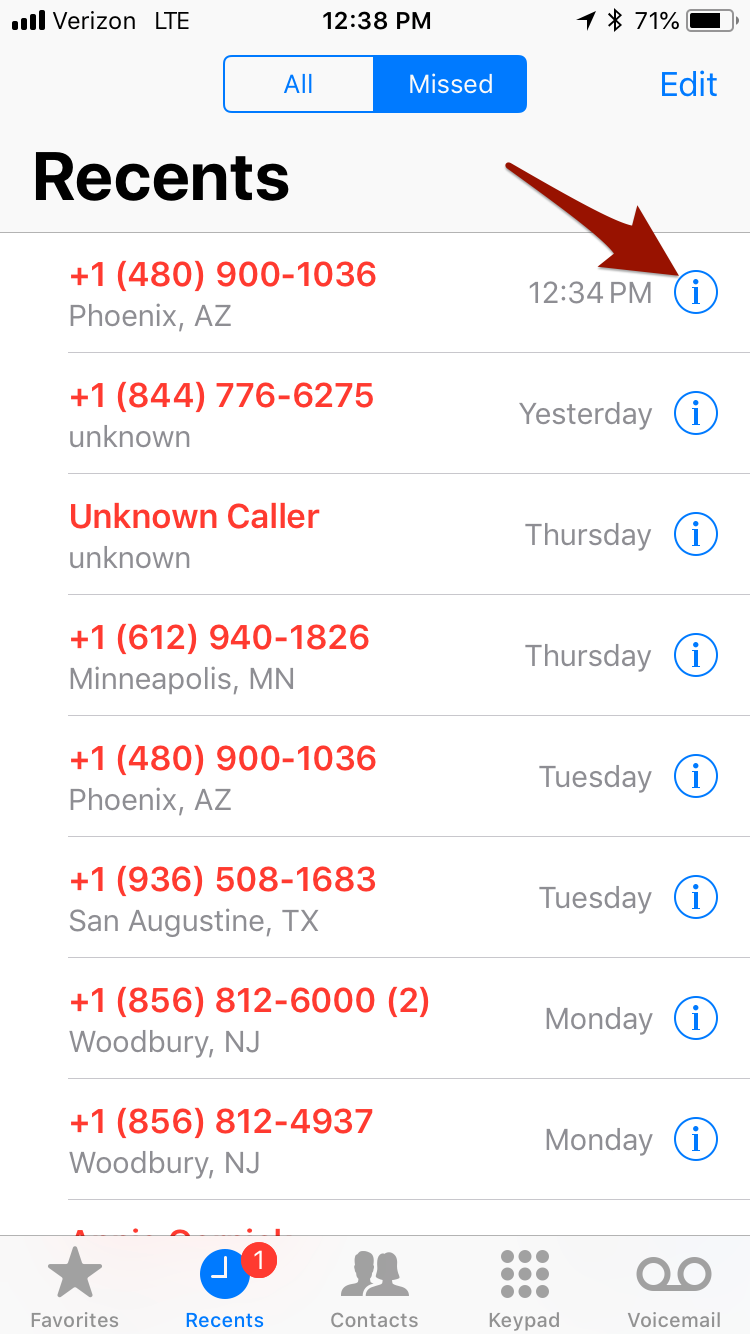 Verizon LTE 12:38 PM 71%
All Missed Edit
Recents
+1 (480) 900-1036
Phoenix, AZ
12:34 PM
+1 (844) 776-6275
unknown
Yesterday
Unknown Caller
unknown
Thursday
+1 (612) 940-1826
Minneapolis, MN
Thursday
+1 (480) 900-1036
Phoenix, AZ
Tuesday
+1 (936) 508-1683
San Augustine, TX
Tuesday
+1 (856) 812-6000 (2)
Woodbury, NJ
Monday
+1 (856) 812-4937
Woodbury, NJ
Monday
1
Favorites Recents Contacts Keypad Voicemail